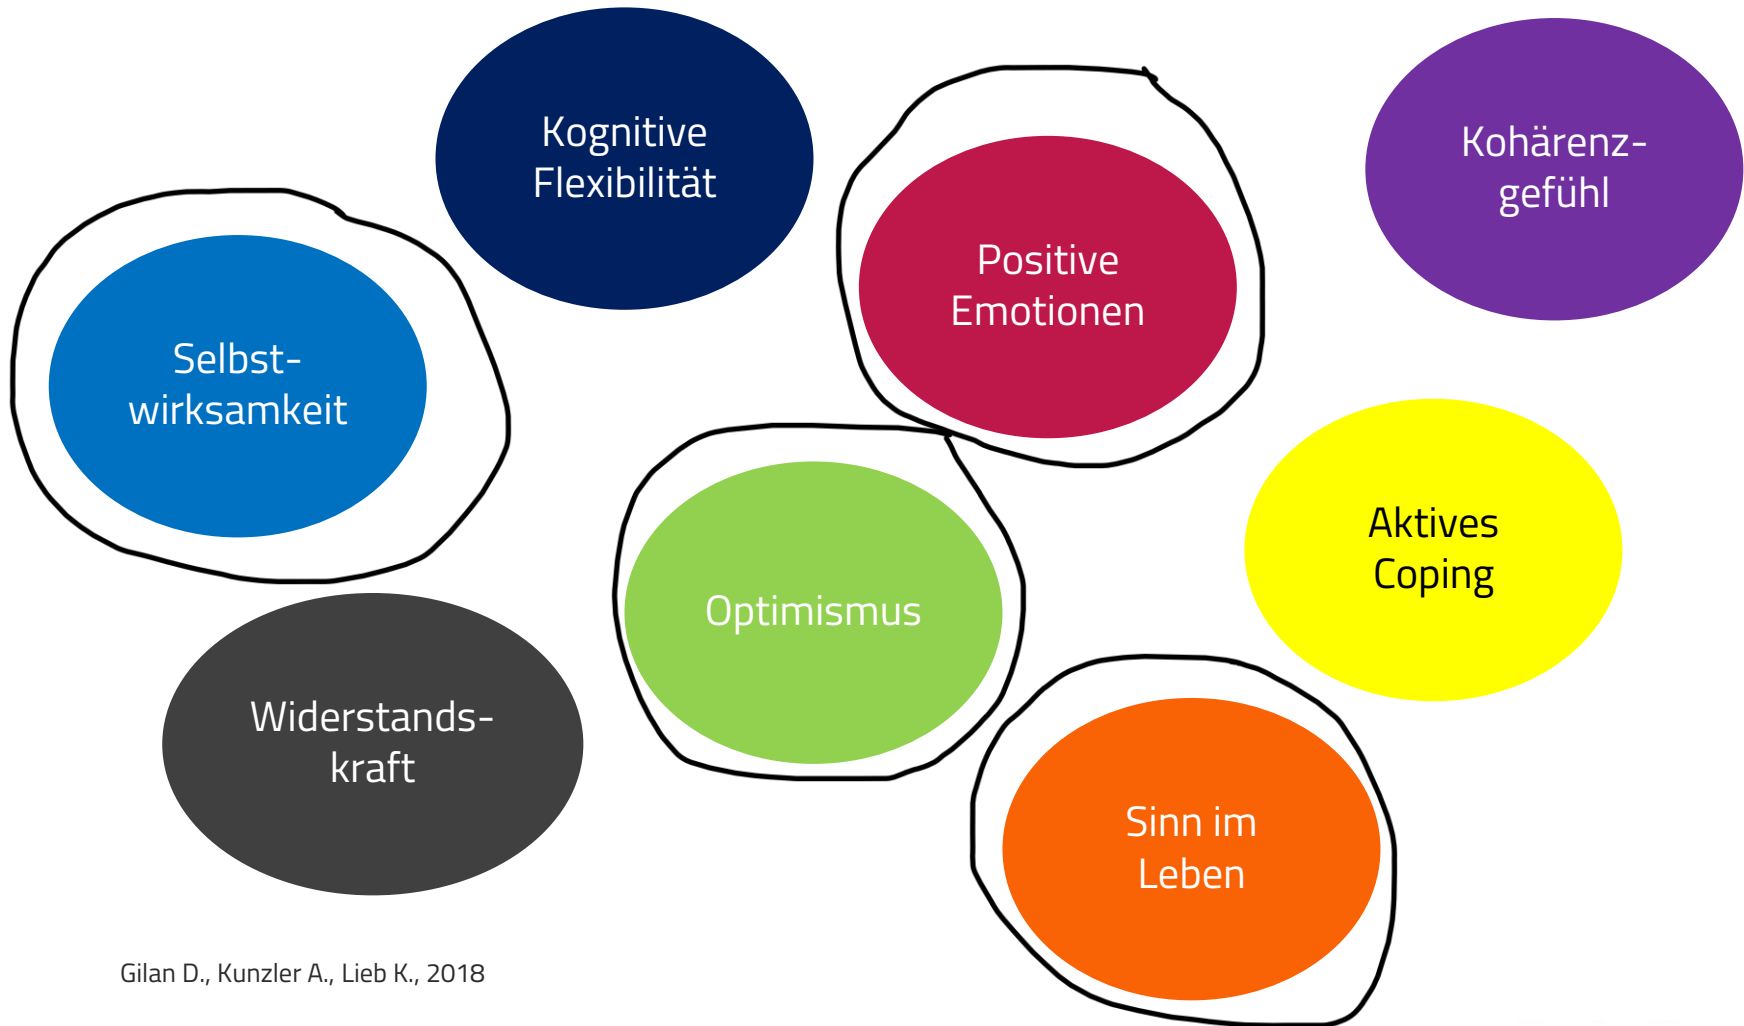 Kognitive
Flexibilität
Kohärenz-
gefühl
Positive
Emotionen
Selbst-
wirksamkeit
Aktives
Coping
Optimismus
Widerstands-
kraft
Sinn im
Leben
Gilan D., Kunzler A., Lieb K., 2018